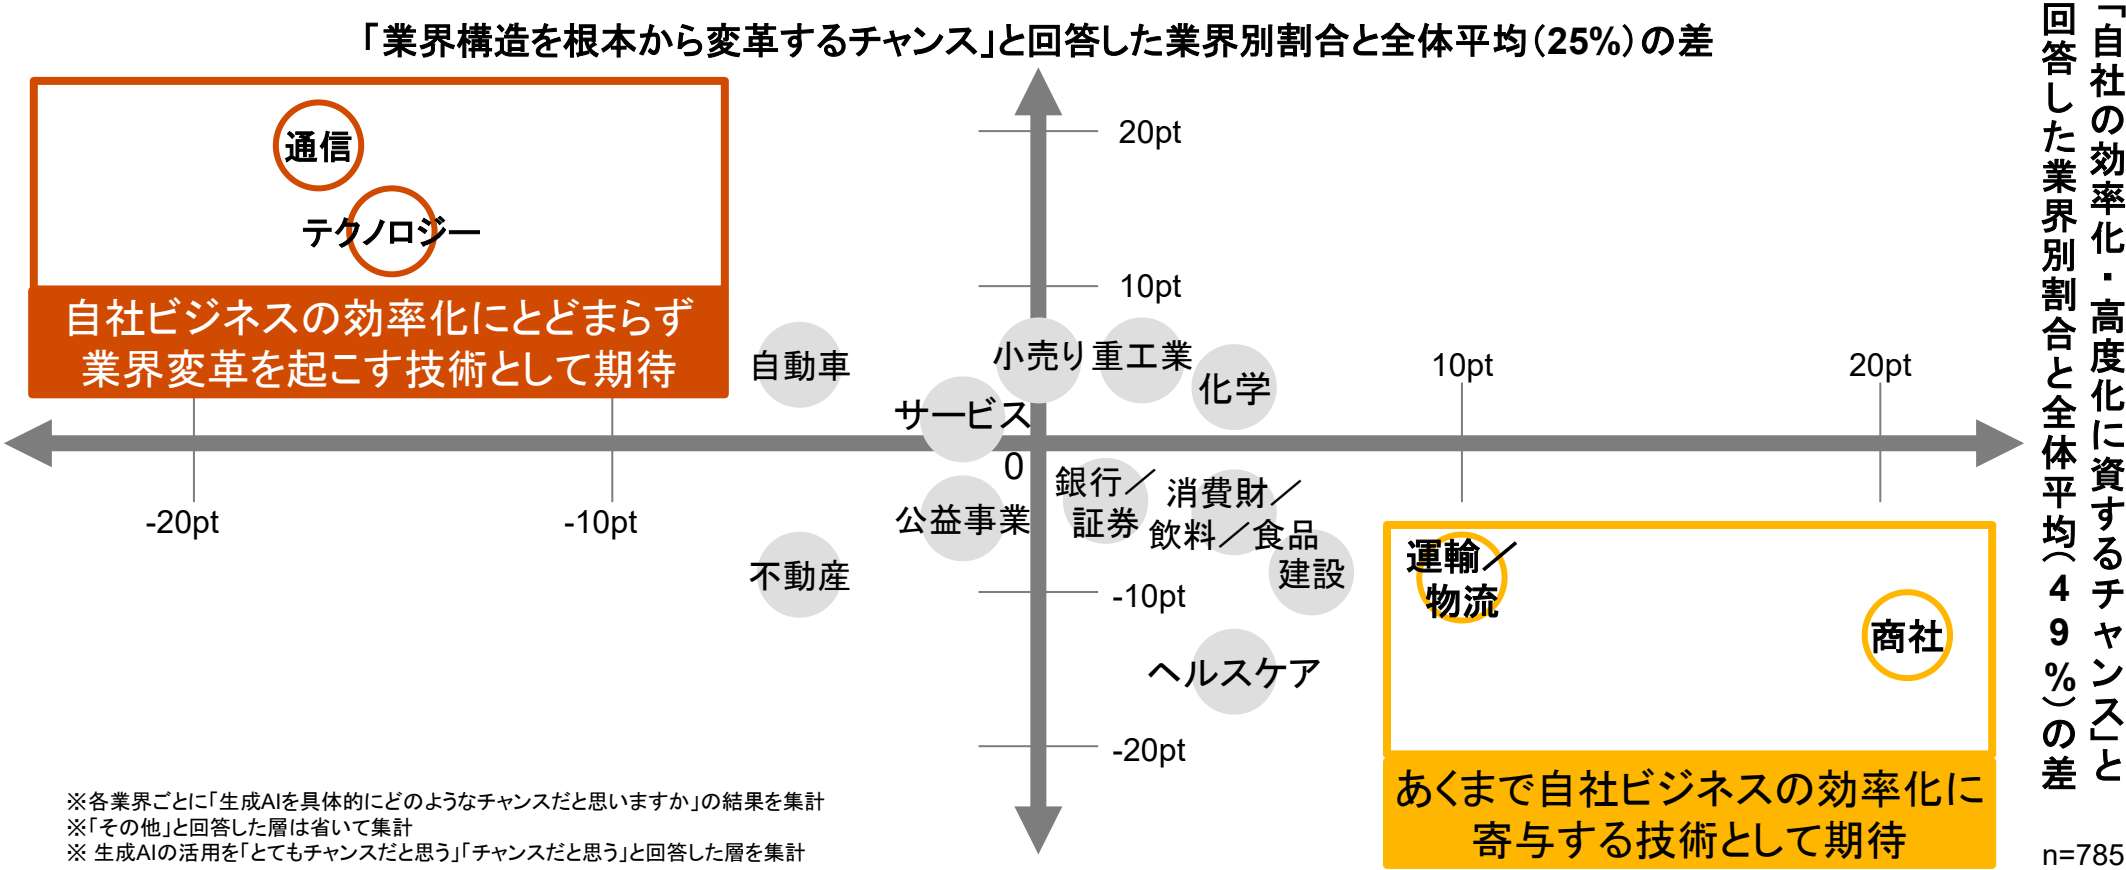 「業界構造を根本から変革するチャンス」と回答した業界別割合と全体平均（25%）の差
「自社の効率化・高度化に資するチャンス」と
回答した業界別割合と全体平均（49%）の差
通信
テクノロジー
自社ビジネスの効率化にとどまらず
業界変革を起こす技術として期待
20pt
10pt
自動車
小売り
重工業
化学
サービス
10pt
20pt
0
-20pt
-10pt
公益事業
銀行／
証券
消費財／
飲料／食品
不動産
建設
-10pt
ヘルスケア
-20pt
運輸／
物流
商社
あくまで自社ビジネスの効率化に
寄与する技術として期待
※各業界ごとに「生成AIを具体的にどのようなチャンスだと思いますか」の結果を集計
※「その他」と回答した層は省いて集計
※ 生成AIの活用を「とてもチャンスだと思う」「チャンスだと思う」と回答した層を集計
n=785